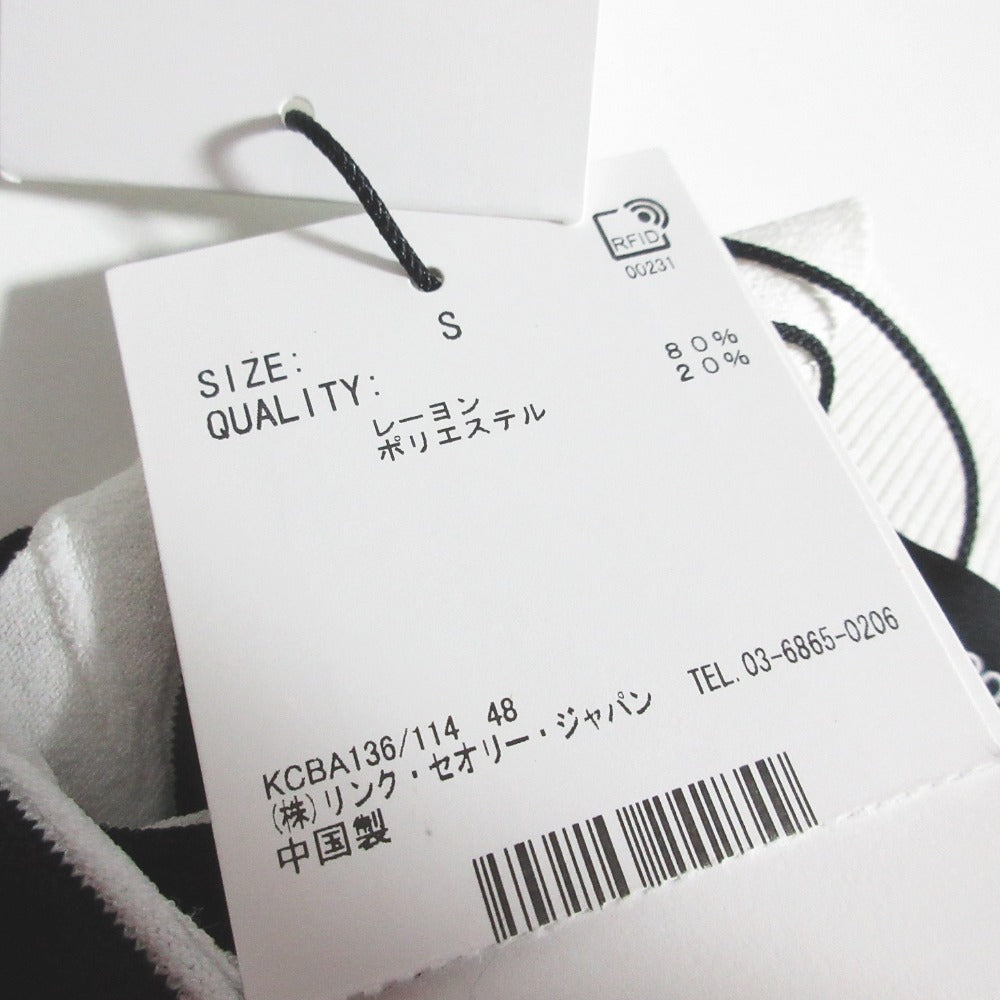 RFID
00231
SIZE: S
QUALITY:
レーヨン 80%
ポリエステル 20%
KCBA136/114 48
(株)リンク・セオリー・ジャパン TEL.03-6865-0206
中国製